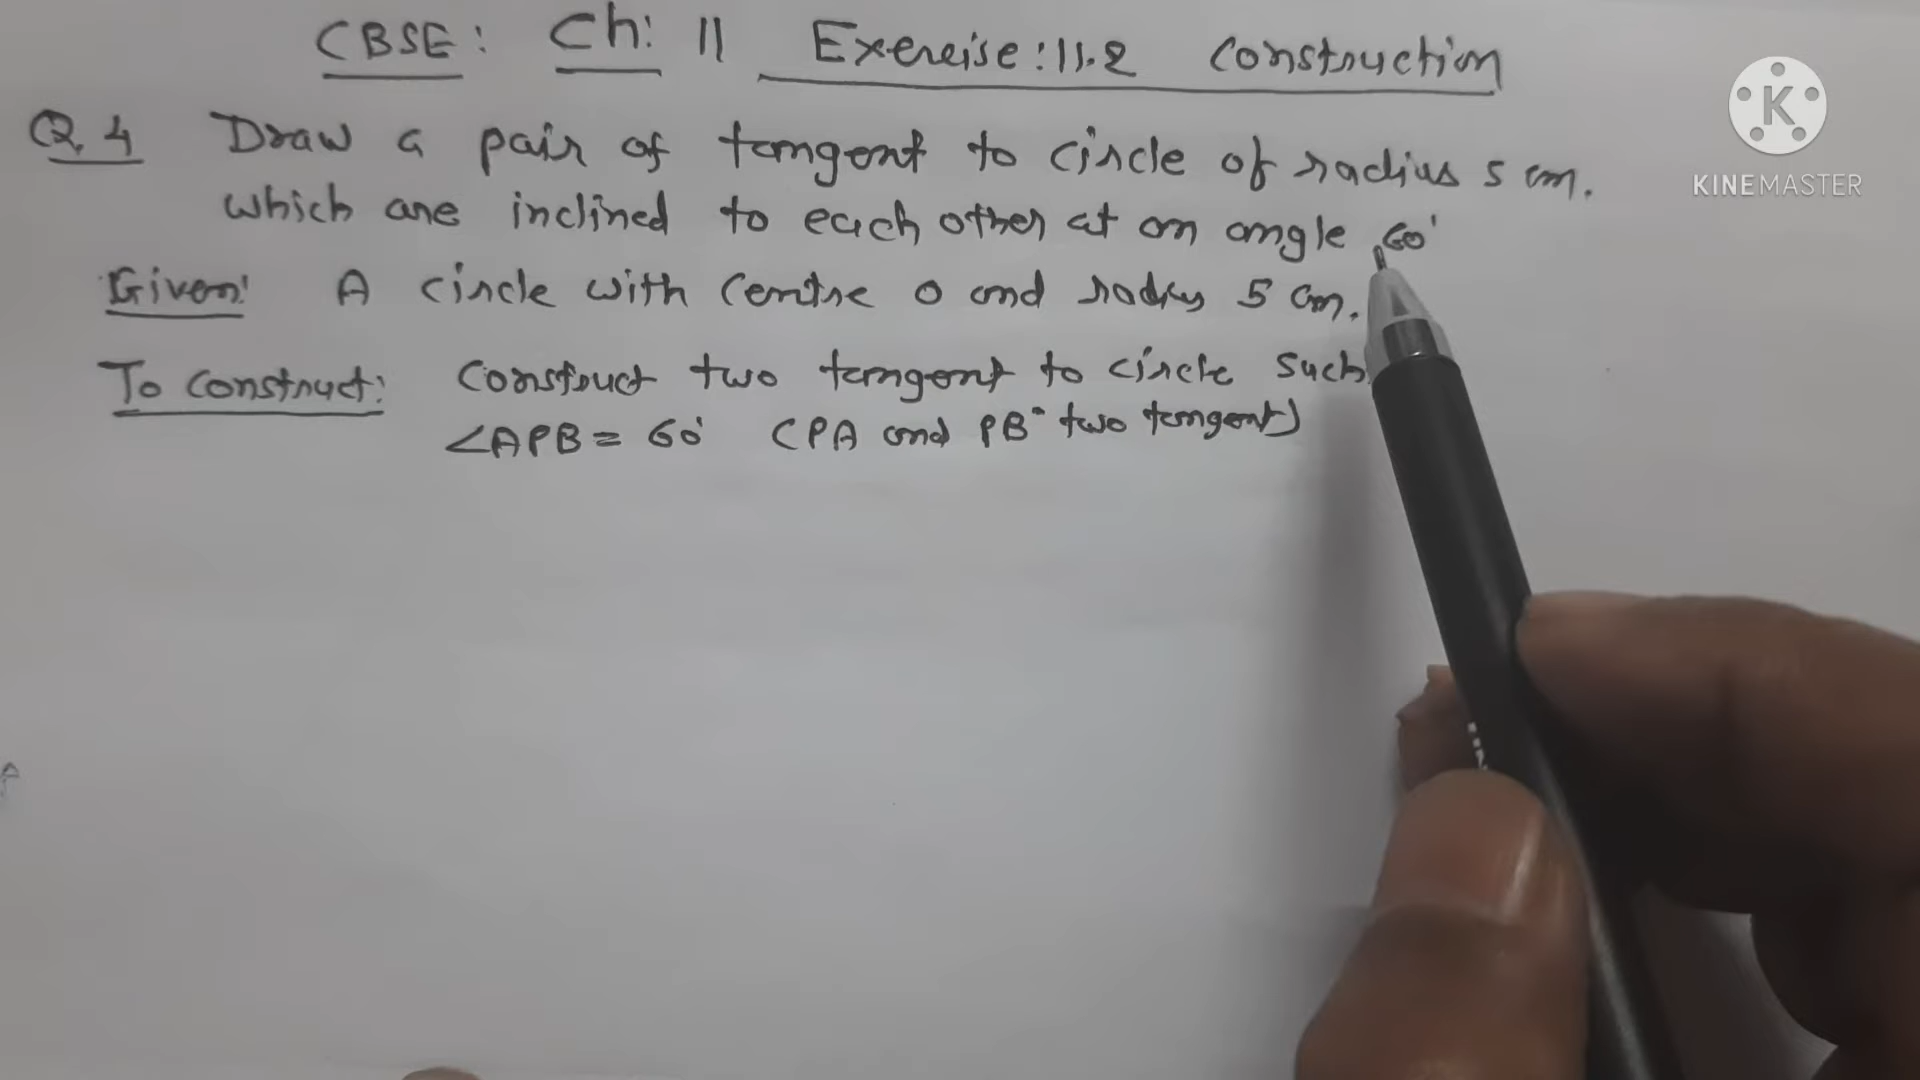 CBSE: Ch: 11 Exercise: 11.2 Construction
Q.4 Draw a pair of tangent to circle of radius 5 cm.
which are inclined to each other at an angle 60°
Given: A circle with centre O and radius 5 cm.
To construct: Construct two tangent to circle such
∠APB = 60° (PA and PB two tangent)
K
KINEMASTER